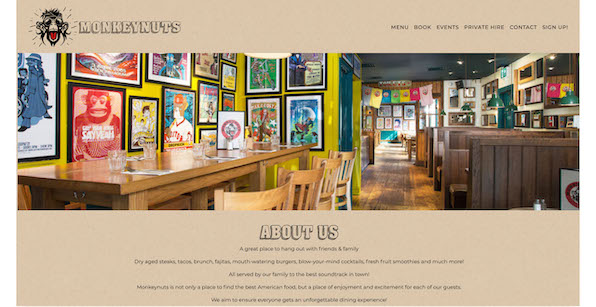 MONKEYNUTS
MENU BOOK EVENTS PRIVATE HIRE CONTACT SIGN UP!
ABOUT US
A great place to hang out with friends & family
Dry aged steaks, tacos, brunch, fajitas, mouth-watering burgers, blow-your-mind cocktails, fresh fruit smoothies and much more!
All served by our family to the best soundtrack in town!
Monkeynuts is not only a place to find the best American food, but a place of enjoyment and excitement for each of our guests.
We aim to ensure everyone gets an unforgettable dining experience!